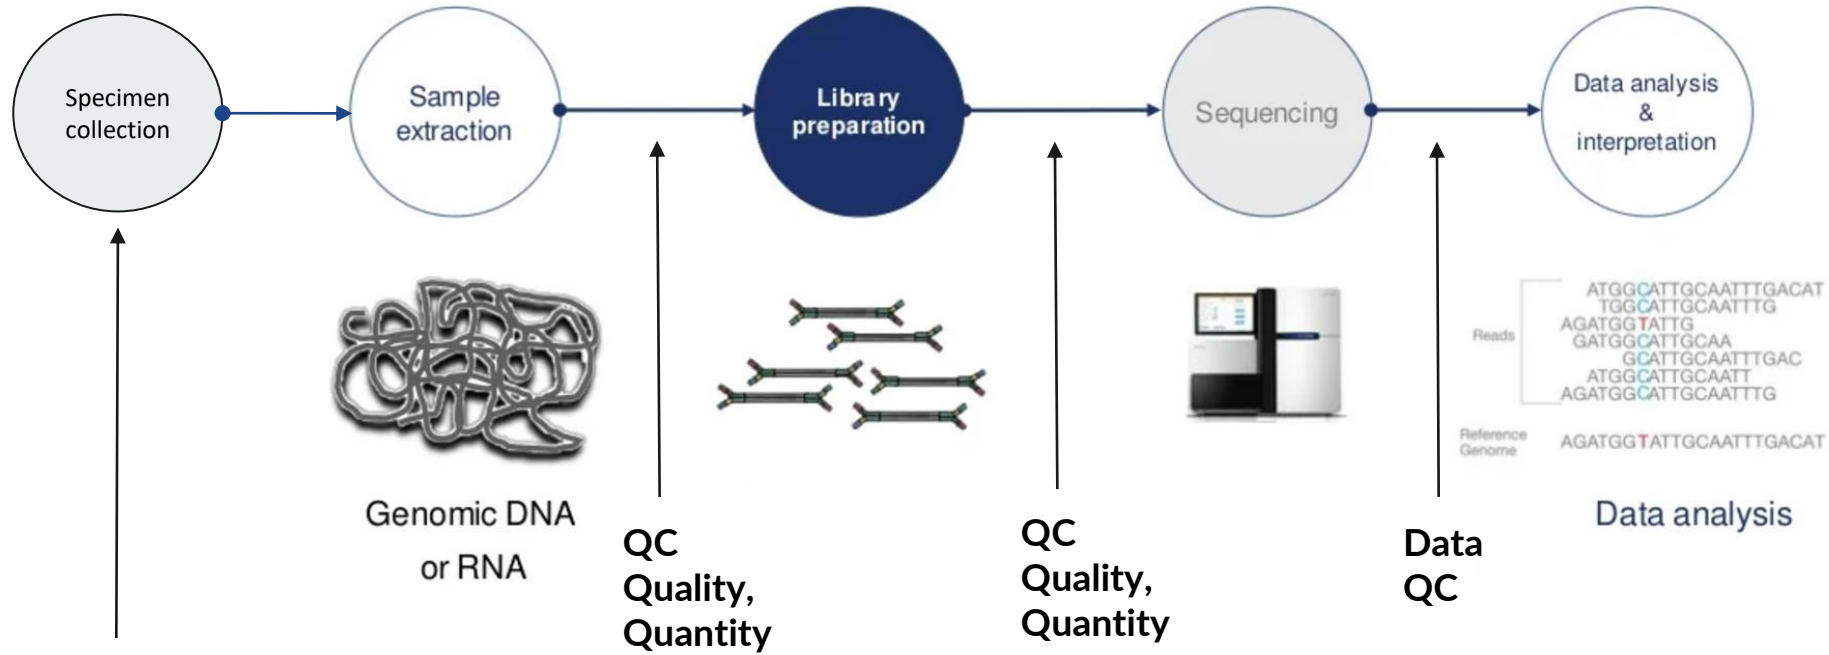 Specimen
collection
Sample
extraction
Library
preparation
Sequencing
Data analysis
&
interpretation
Genomic DNA
or RNA
QC
Quality,
Quantity
QC
Quality,
Quantity
Data
QC
Reads
ATGGCATTGCAATTTGACAT
TGGCATTGCAATTTG
AGATGGTATTG
GATGGCATTGCAA
GCATTGCAATTTGAC
ATGGCATTGCAATT
AGATGGCATTGCAATTTG
Reference
Genome
AGATGGTATTGCAATTTGACAT
Data analysis